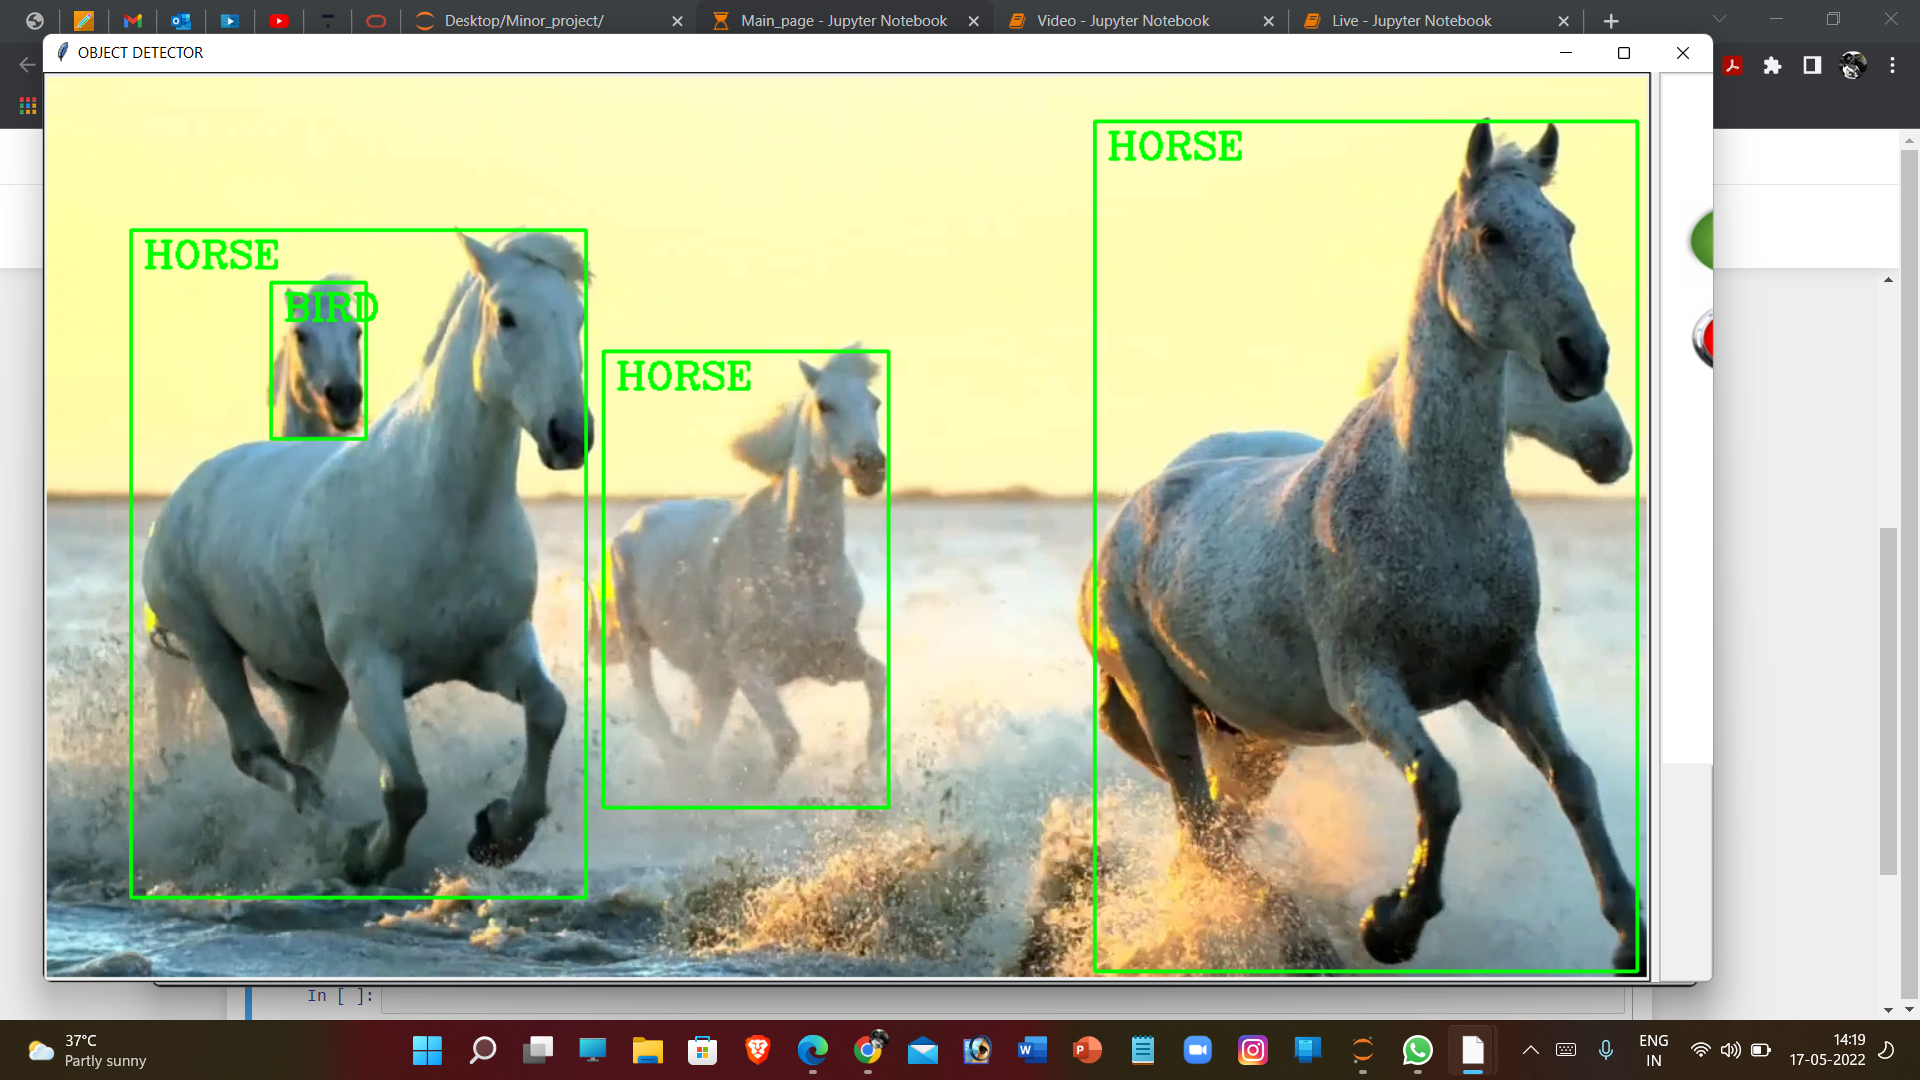 Desktop/Minor_project/
Main_page - Jupyter Notebook
Video - Jupyter Notebook
Live - Jupyter Notebook
OBJECT DETECTOR
HORSE
HORSE
BIRD
HORSE
In [ ]:
37°C
Partly sunny
ENG
IN
14:19
17-05-2022